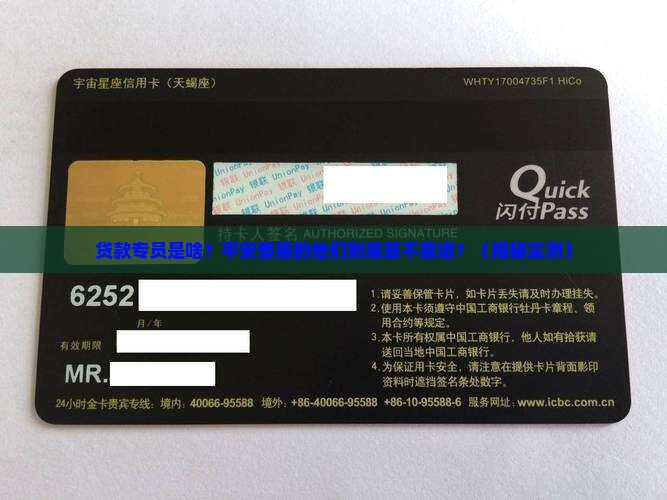 宇宙星座信用卡（天蝎座）
WHTY17004735F1 HiCo
UnionPay 银联 UnionPay 银联 UnionPay
Quick
闪付Pass
持卡人签名 AUTHORIZED SIGNATURE
贷款专员是啥？平安普惠的他们到底靠不靠谱？（揭秘实测）
6252
月/年
有效期限
MR.
1.请妥善保管卡片，如卡片丢失请及时办理挂失。
2.使用本卡须遵守中国工商银行牡丹卡章程、领
用合约等规定。
3.本卡所有权属中国工商银行，他人如有拾获请
送回当地中国工商银行。
4.为保证用卡安全，请注意在提供卡片背面影印
资料时遮挡签名条处数字。
24小时金卡贵宾专线：境内：40066-95588 境外：+86-40066-95588 +86-10-95588-6 服务网址：www.icbc.com.cn